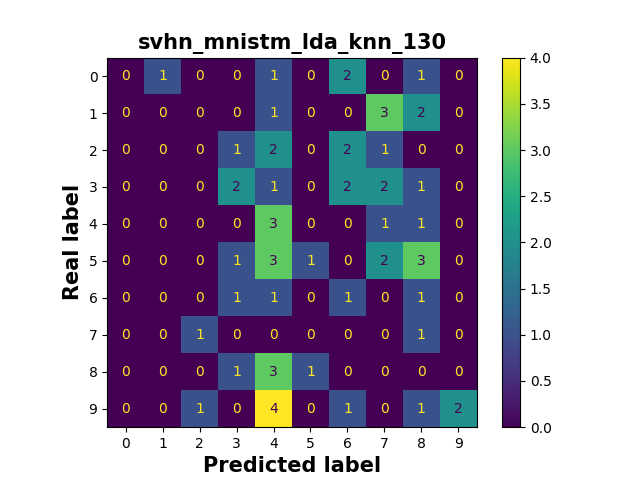 svhn_mnistm_lda_knn_130
Real label
0 0 1 0 0 1 0 2 0 1 0
1 0 0 0 0 1 0 0 3 2 0
2 0 0 0 1 2 0 2 1 0 0
3 0 0 0 2 1 0 2 2 1 0
4 0 0 0 0 3 0 0 1 1 0
5 0 0 0 1 3 1 0 2 3 0
6 0 0 0 1 1 0 1 0 1 0
7 0 0 1 0 0 0 0 0 1 0
8 0 0 0 1 3 1 0 0 0 0
9 0 0 1 0 4 0 1 0 1 2
0 1 2 3 4 5 6 7 8 9
Predicted label
4.0
3.5
3.0
2.5
2.0
1.5
1.0
0.5
0.0